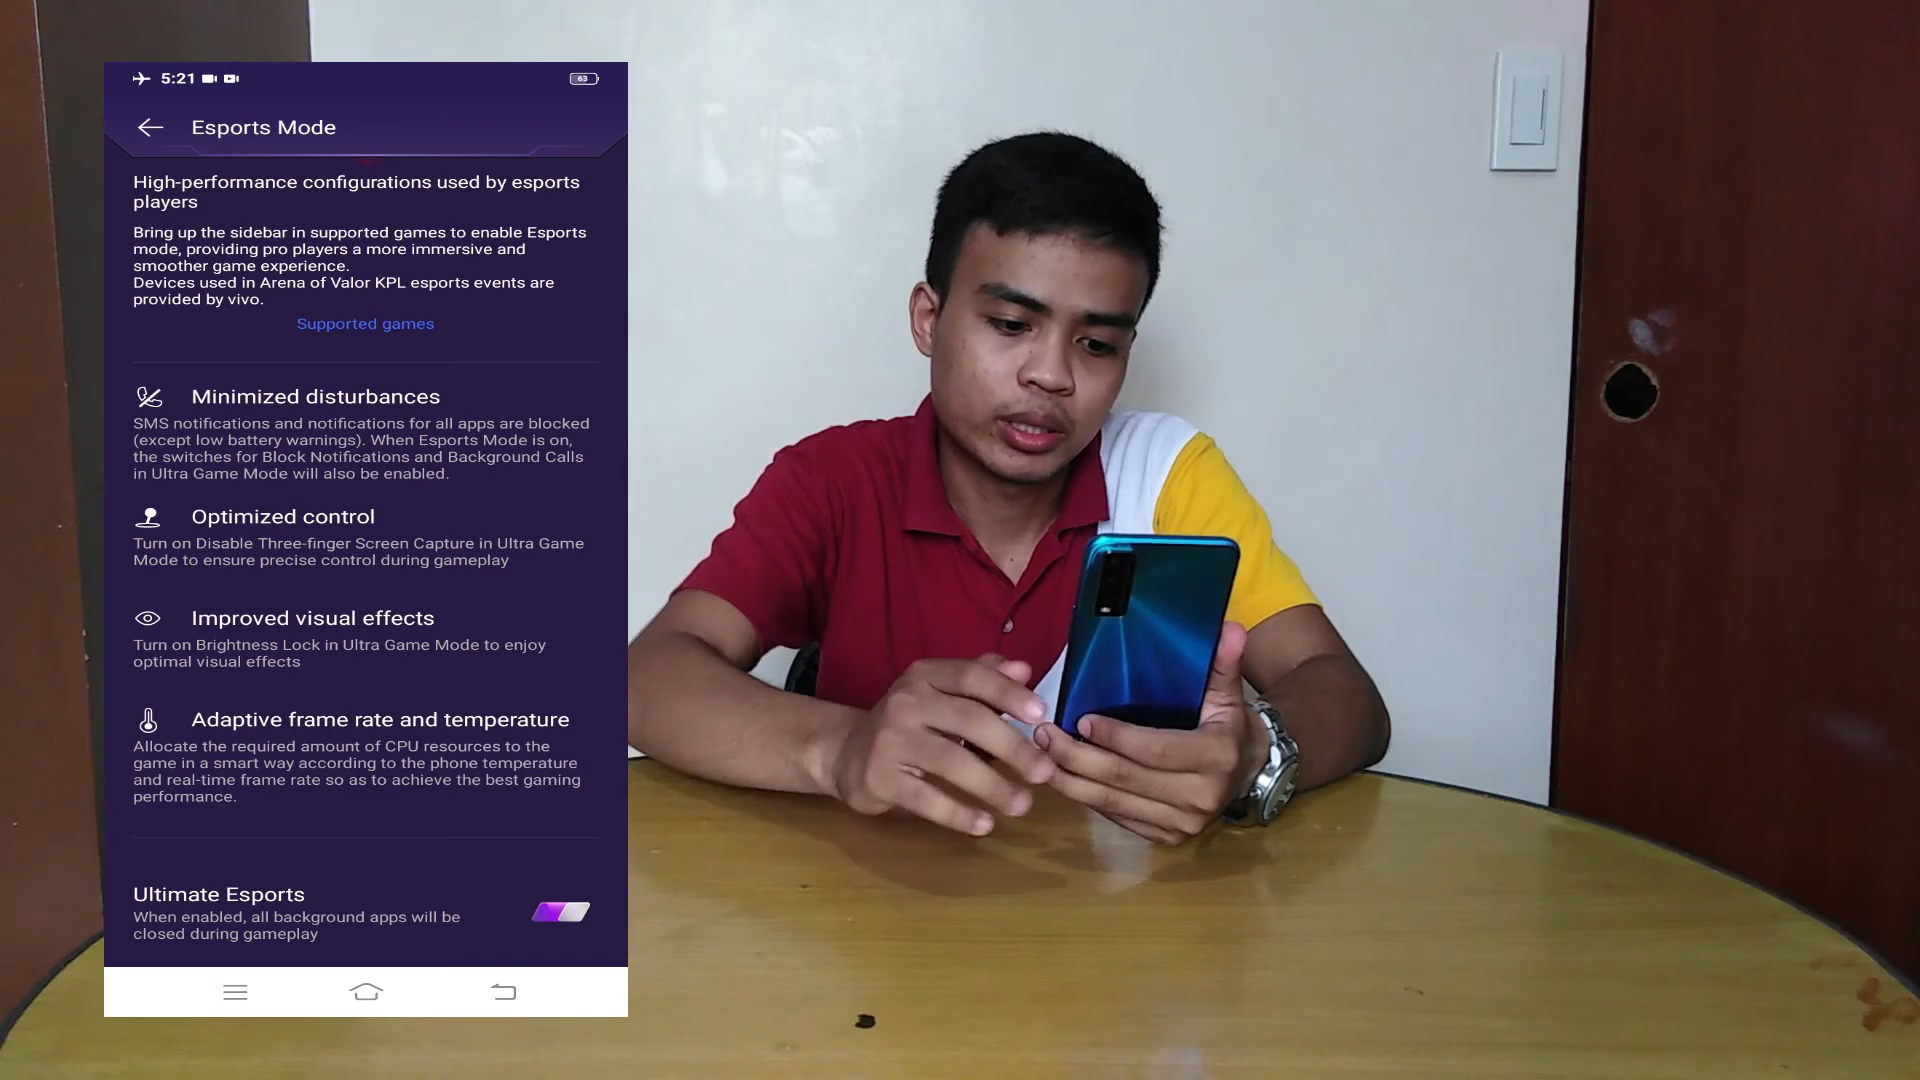 5:21
63
Esports Mode
High-performance configurations used by esports
players
Bring up the sidebar in supported games to enable Esports
mode, providing pro players a more immersive and
smoother game experience.
Devices used in Arena of Valor KPL esports events are
provided by vivo.
Supported games
Minimized disturbances
SMS notifications and notifications for all apps are blocked
(except low battery warnings). When Esports Mode is on,
the switches for Block Notifications and Background Calls
in Ultra Game Mode will also be enabled.
Optimized control
Turn on Disable Three-finger Screen Capture in Ultra Game
Mode to ensure precise control during gameplay
Improved visual effects
Turn on Brightness Lock in Ultra Game Mode to enjoy
optimal visual effects
Adaptive frame rate and temperature
Allocate the required amount of CPU resources to the
game in a smart way according to the phone temperature
and real-time frame rate so as to achieve the best gaming
performance.
Ultimate Esports
When enabled, all background apps will be
closed during gameplay